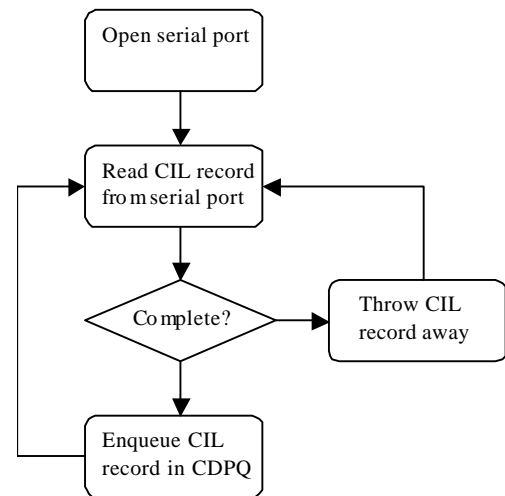 Open serial port
Read CIL record
from serial port
Complete?
Throw CIL
record away
Enqueue CIL
record in CDPQ